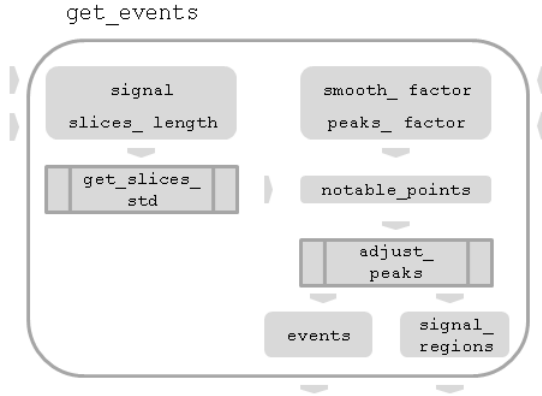 get_events
signal
slices_ length
smooth_ factor
peaks_ factor
get_slices_
std
notable_points
adjust_
peaks
events
signal_
regions